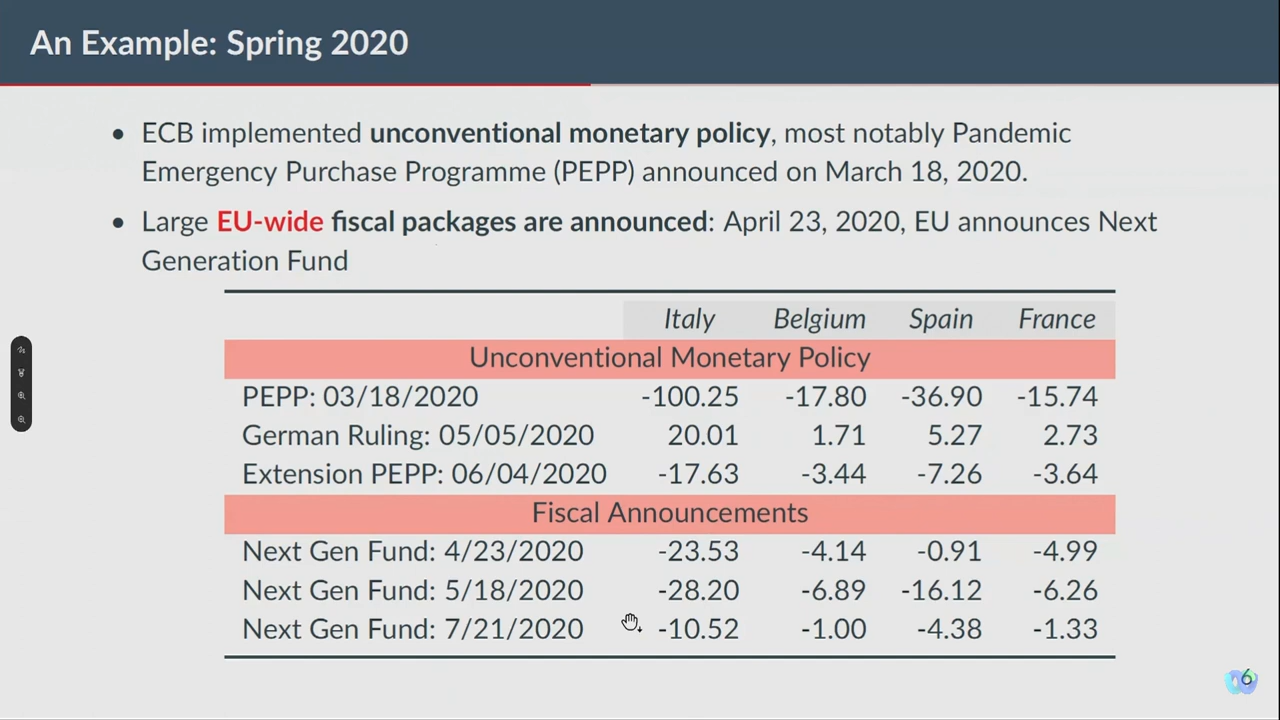 An Example: Spring 2020
• ECB implemented unconventional monetary policy, most notably Pandemic
Emergency Purchase Programme (PEPP) announced on March 18, 2020.
• Large EU-wide fiscal packages are announced: April 23, 2020, EU announces Next
Generation Fund
Italy Belgium Spain France
Unconventional Monetary Policy
PEPP: 03/18/2020 -100.25 -17.80 -36.90 -15.74
German Ruling: 05/05/2020 20.01 1.71 5.27 2.73
Extension PEPP: 06/04/2020 -17.63 -3.44 -7.26 -3.64
Fiscal Announcements
Next Gen Fund: 4/23/2020 -23.53 -4.14 -0.91 -4.99
Next Gen Fund: 5/18/2020 -28.20 -6.89 -16.12 -6.26
Next Gen Fund: 7/21/2020 -10.52 -1.00 -4.38 -1.33
6